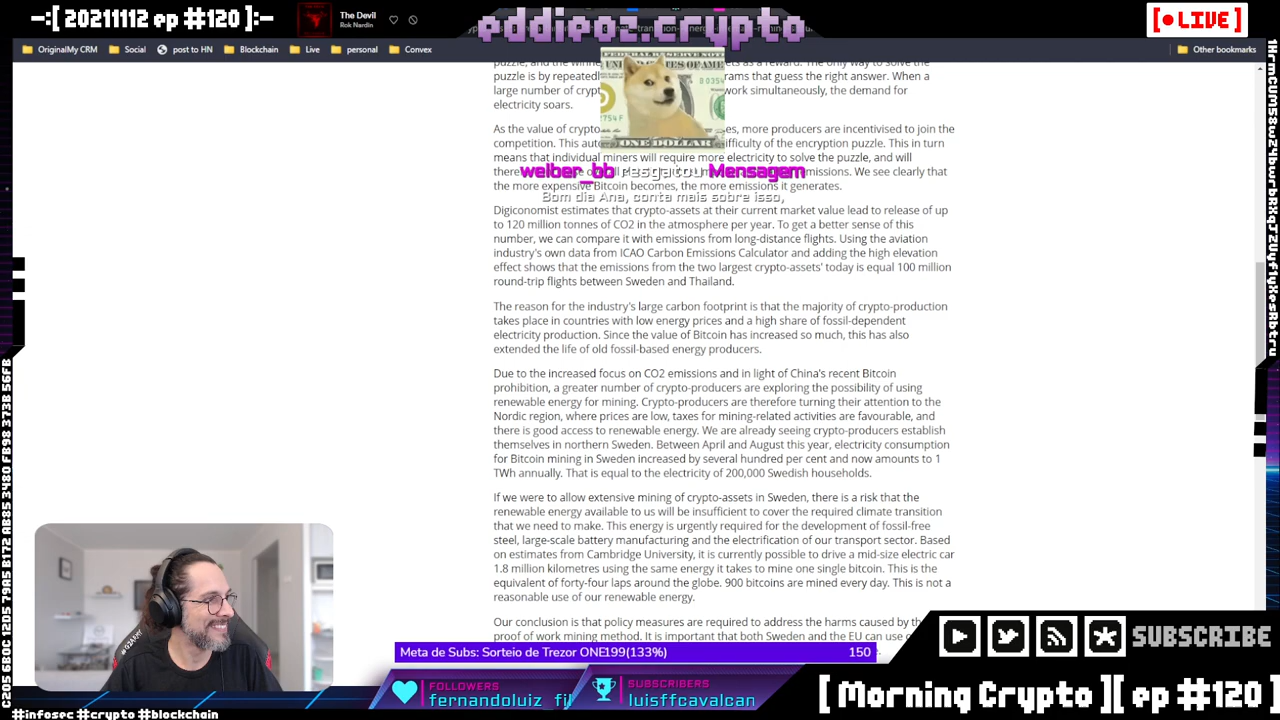 -:[ 20211112 ep #120 ]:-
The Devil
Rok Nardin
eddieoz.crypto
[ ● LIVE ]
OriginalMy CRM
Social
post to HN
Blockchain
Live
personal
Convex
Other bookmarks
puzzle is by repeatedly
rams that guess the right answer. When a
large number of crypt
work simultaneously, the demand for
electricity soars.
FEDERAL RESERVE NOTE
ONE DOLLAR
As the value of crypto
es, more producers are incentivised to join the
competition. This auto
ifficulty of the encryption puzzle. This in turn
means that individual miners will require more electricity to solve the puzzle, and will
emissions. We see clearly that
welber_bb resgatou Mensagem
the more expensive Bitcoin becomes, the more emissions it generates.
Bom dia Ana, conta mais sobre isso,
Digiconomist estimates that crypto-assets at their current market value lead to release of up
to 120 million tonnes of CO2 in the atmosphere per year. To get a better sense of this
number, we can compare it with emissions from long-distance flights. Using the aviation
industry's own data from ICAO Carbon Emissions Calculator and adding the high elevation
effect shows that the emissions from the two largest crypto-assets' today is equal 100 million
round-trip flights between Sweden and Thailand.
The reason for the industry's large carbon footprint is that the majority of crypto-production
takes place in countries with low energy prices and a high share of fossil-dependent
electricity production. Since the value of Bitcoin has increased so much, this has also
extended the life of old fossil-based energy producers.
Due to the increased focus on CO2 emissions and in light of China's recent Bitcoin
prohibition, a greater number of crypto-producers are exploring the possibility of using
renewable energy for mining. Crypto-producers are therefore turning their attention to the
Nordic region, where prices are low, taxes for mining-related activities are favourable, and
there is good access to renewable energy. We are already seeing crypto-producers establish
themselves in northern Sweden. Between April and August this year, electricity consumption
for Bitcoin mining in Sweden increased by several hundred per cent and now amounts to 1
TWh annually. That is equal to the electricity of 200,000 Swedish households.
If we were to allow extensive mining of crypto-assets in Sweden, there is a risk that the
renewable energy available to us will be insufficient to cover the required climate transition
that we need to make. This energy is urgently required for the development of fossil-free
steel, large-scale battery manufacturing and the electrification of our transport sector. Based
on estimates from Cambridge University, it is currently possible to drive a mid-size electric car
1.8 million kilometres using the same energy it takes to mine one single bitcoin. This is the
equivalent of forty-four laps around the globe. 900 bitcoins are mined every day. This is not a
reasonable use of our renewable energy.
Our conclusion is that policy measures are required to address the harms caused by the
proof of work mining method. It is important that both Sweden and the EU can use
Meta de Subs: Sorteio de Trezor ONE199(133%)
150
SUBSCRIBE
FOLLOWERS
fernandoluiz_fil
SUBSCRIBERS
luisffcavalcan
[ Morning Crypto ][ ep #120 ]
#infosec #crypto #blockchain